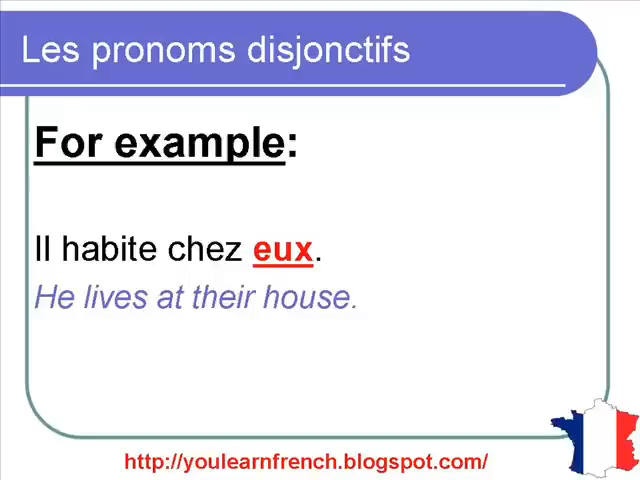 Les pronoms disjonctifs
For example:
Il habite chez eux.
He lives at their house.
http://youlearnfrench.blogspot.com/